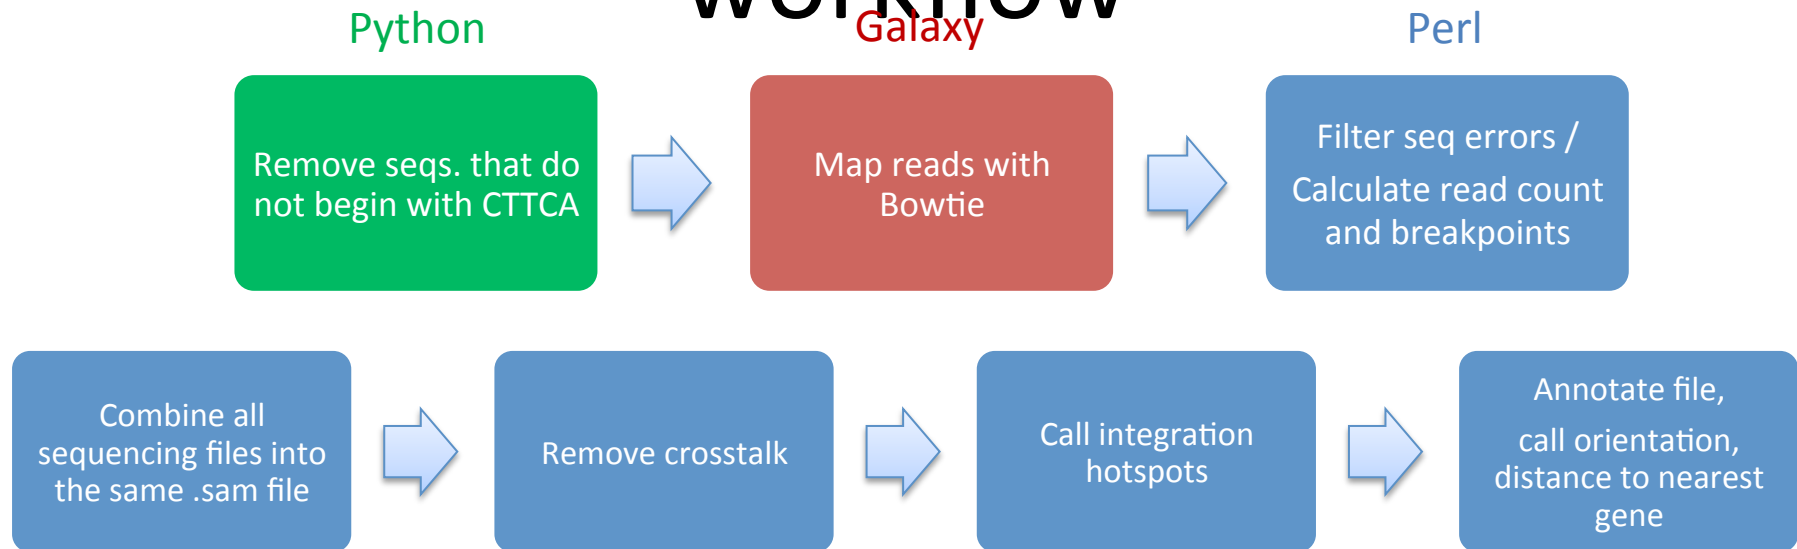 workflow
Python
Galaxy
Perl
Remove seqs. that do
not begin with CTTCA
Map reads with
Bowtie
Filter seq errors /
Calculate read count
and breakpoints
Combine all
sequencing files into
the same .sam file
Remove crosstalk
Call integration
hotspots
Annotate file,
call orientation,
distance to nearest
gene